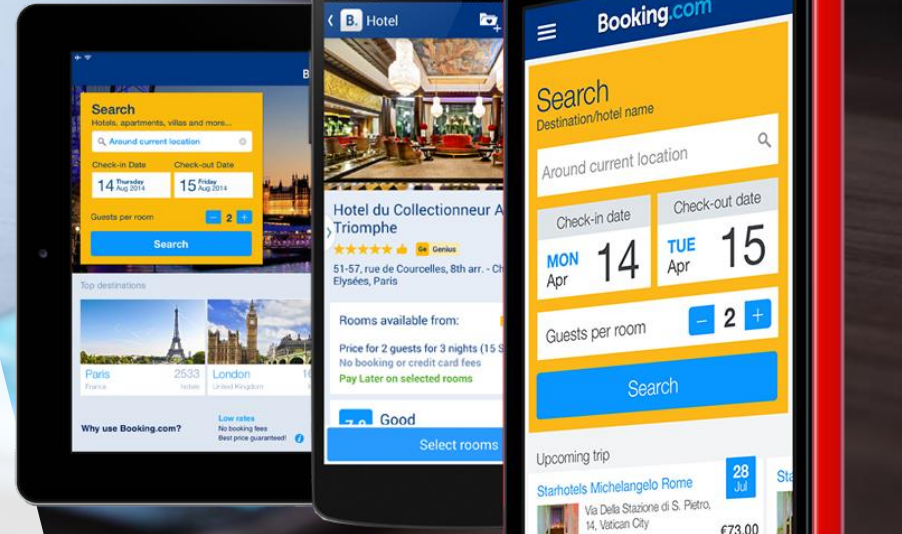 B
Search
Hotels, apartments, villas and more...
Around current location
Check-in Date Check-out Date
14 Thursday Aug 2014 15 Friday Aug 2014
Guests per room - 2 +
Search
Top destinations
Paris 2533 London
France hotels United Kingdom
Why use Booking.com?
Low rates
No booking fees
Best price guaranteed!
B. Hotel
Hotel du Collectionneur A
Triomphe
Ge Genius
51-57, rue de Courcelles, 8th arr. - Ch
Elysées, Paris
Rooms available from:
Price for 2 guests for 3 nights (15 S
No booking or credit card fees
Pay Later on selected rooms
Good
Select rooms
Booking.com
Search
Destination/hotel name
Around current location
Check-in date Check-out date
MON Apr 14 TUE Apr 15
Guests per room - 2 +
Search
Upcoming trip
Starhotels Michelangelo Rome
28 Jul
Via Della Stazione di S. Pietro,
14, Vatican City
€73.00
Sta